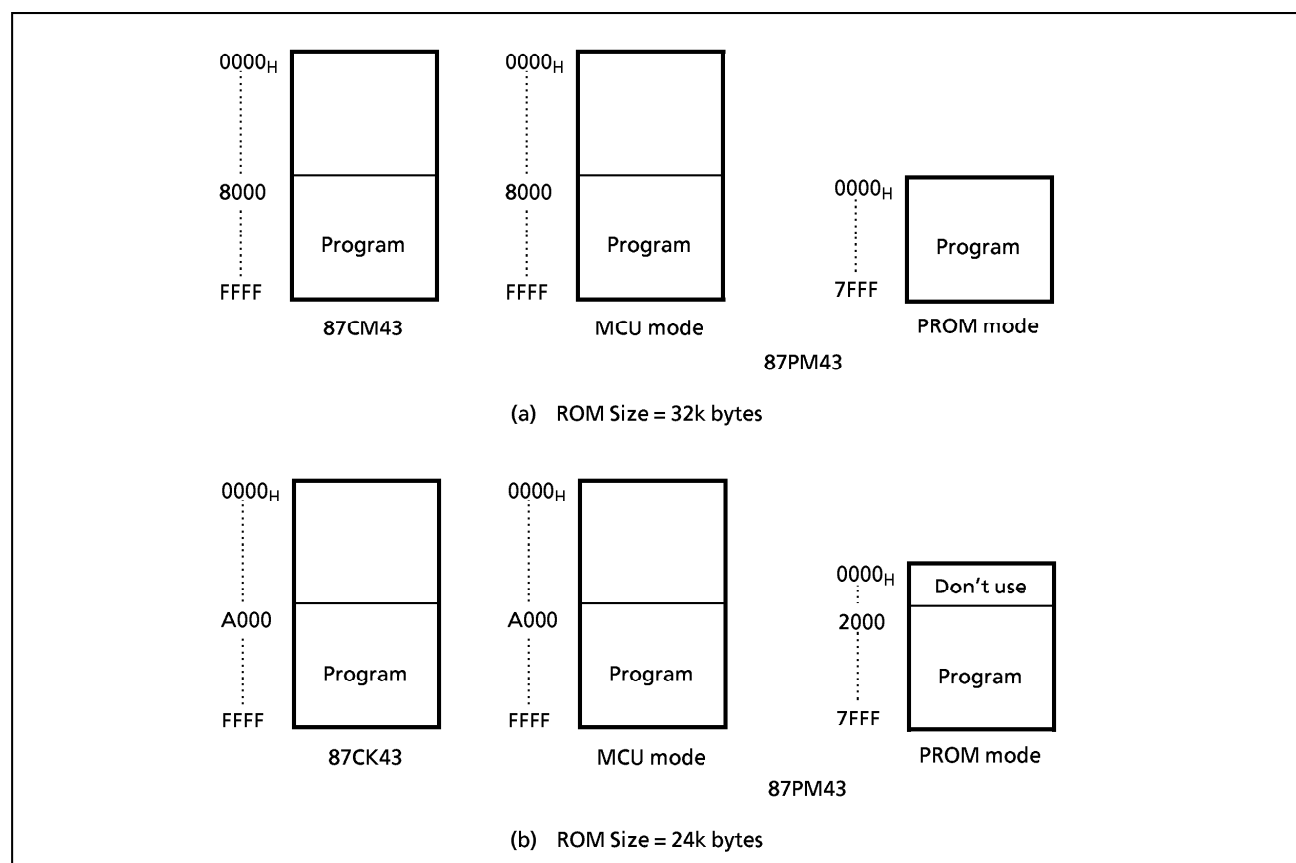 0000H
8000
Program
FFFF
87CM43
0000H
8000
Program
FFFF
MCU mode
0000H
Program
7FFF
PROM mode
87PM43
(a) ROM Size = 32k bytes
0000H
A000
Program
FFFF
87CK43
0000H
A000
Program
FFFF
MCU mode
0000H
Don't use
2000
Program
7FFF
PROM mode
87PM43
(b) ROM Size = 24k bytes